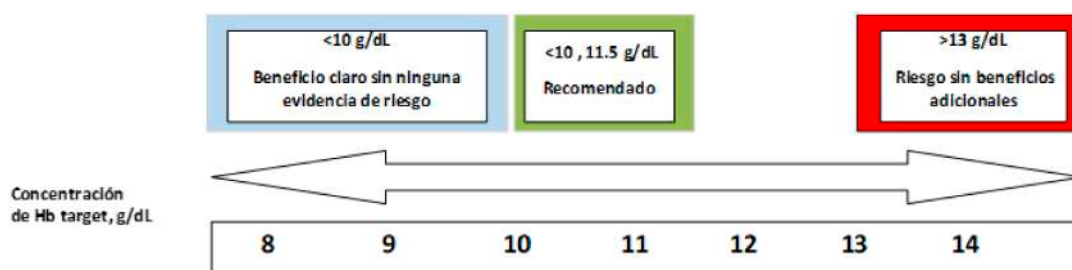 <10 g/dL
Beneficio claro sin ninguna
evidencia de riesgo
<10 , 11.5 g/dL
Recomendado
>13 g/dL
Riesgo sin beneficios
adicionales
Concentración
de Hb target, g/dL
8 9 10 11 12 13 14